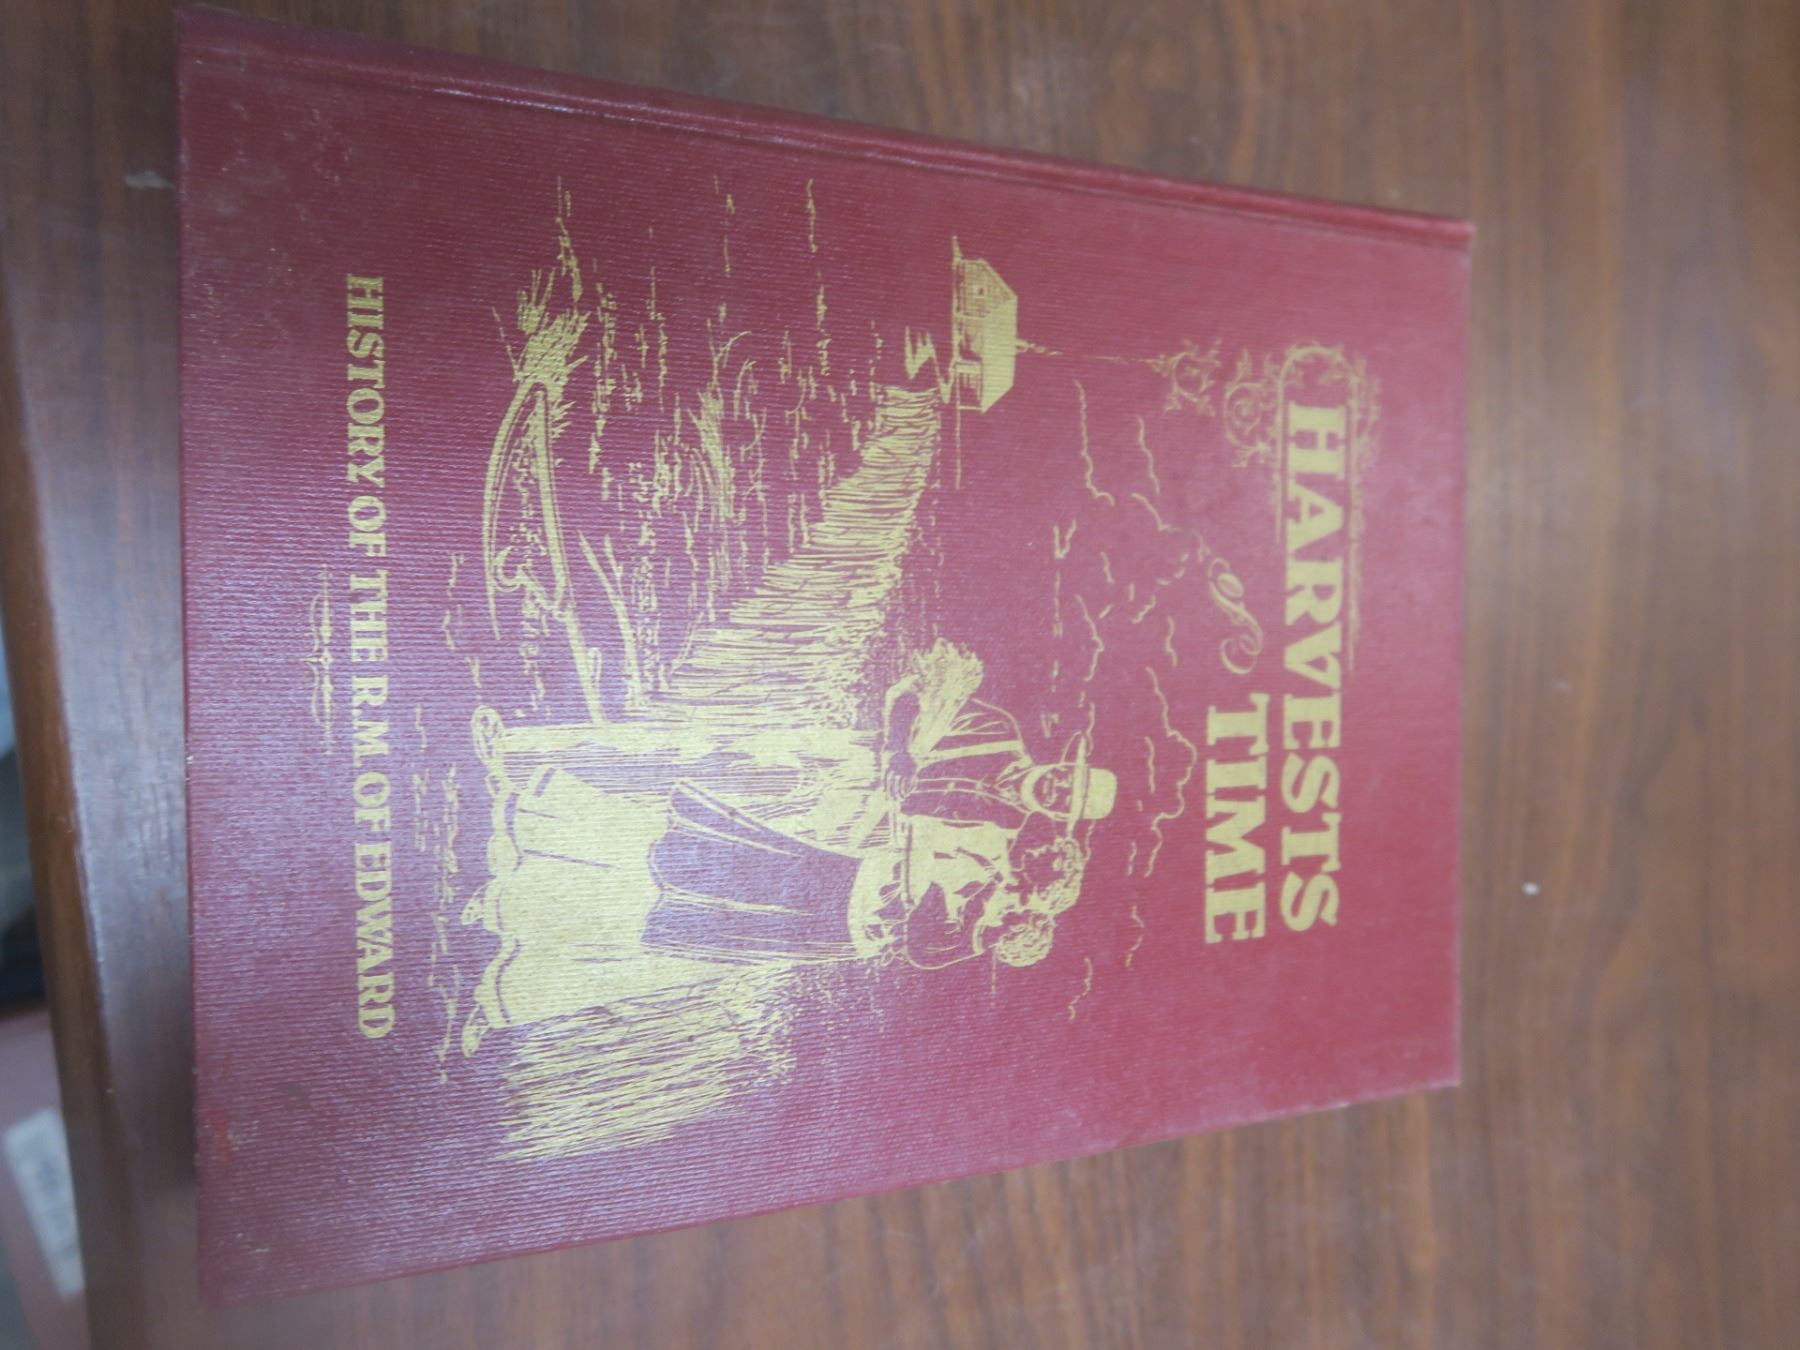 HARVESTS
of TIME
HISTORY OF THE R.M. OF EDWARD